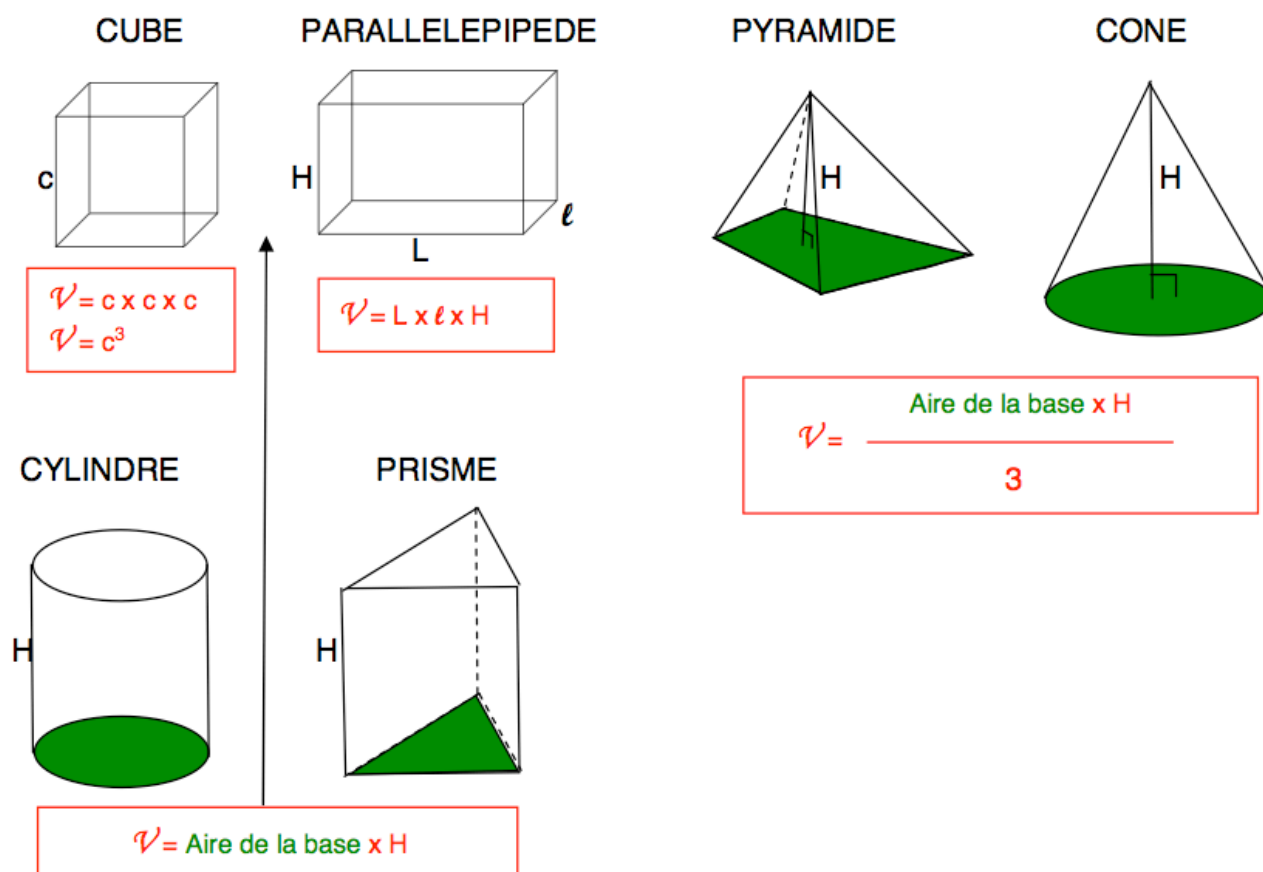 CUBE
PARALLELEPIPEDE
PYRAMIDE
CONE
c
H
ℓ
L
H
H
𝒱 = c x c x c
𝒱 = c³
𝒱 = L x ℓ x H
Aire de la base x H
𝒱 =
3
CYLINDRE
PRISME
H
H
𝒱 = Aire de la base x H